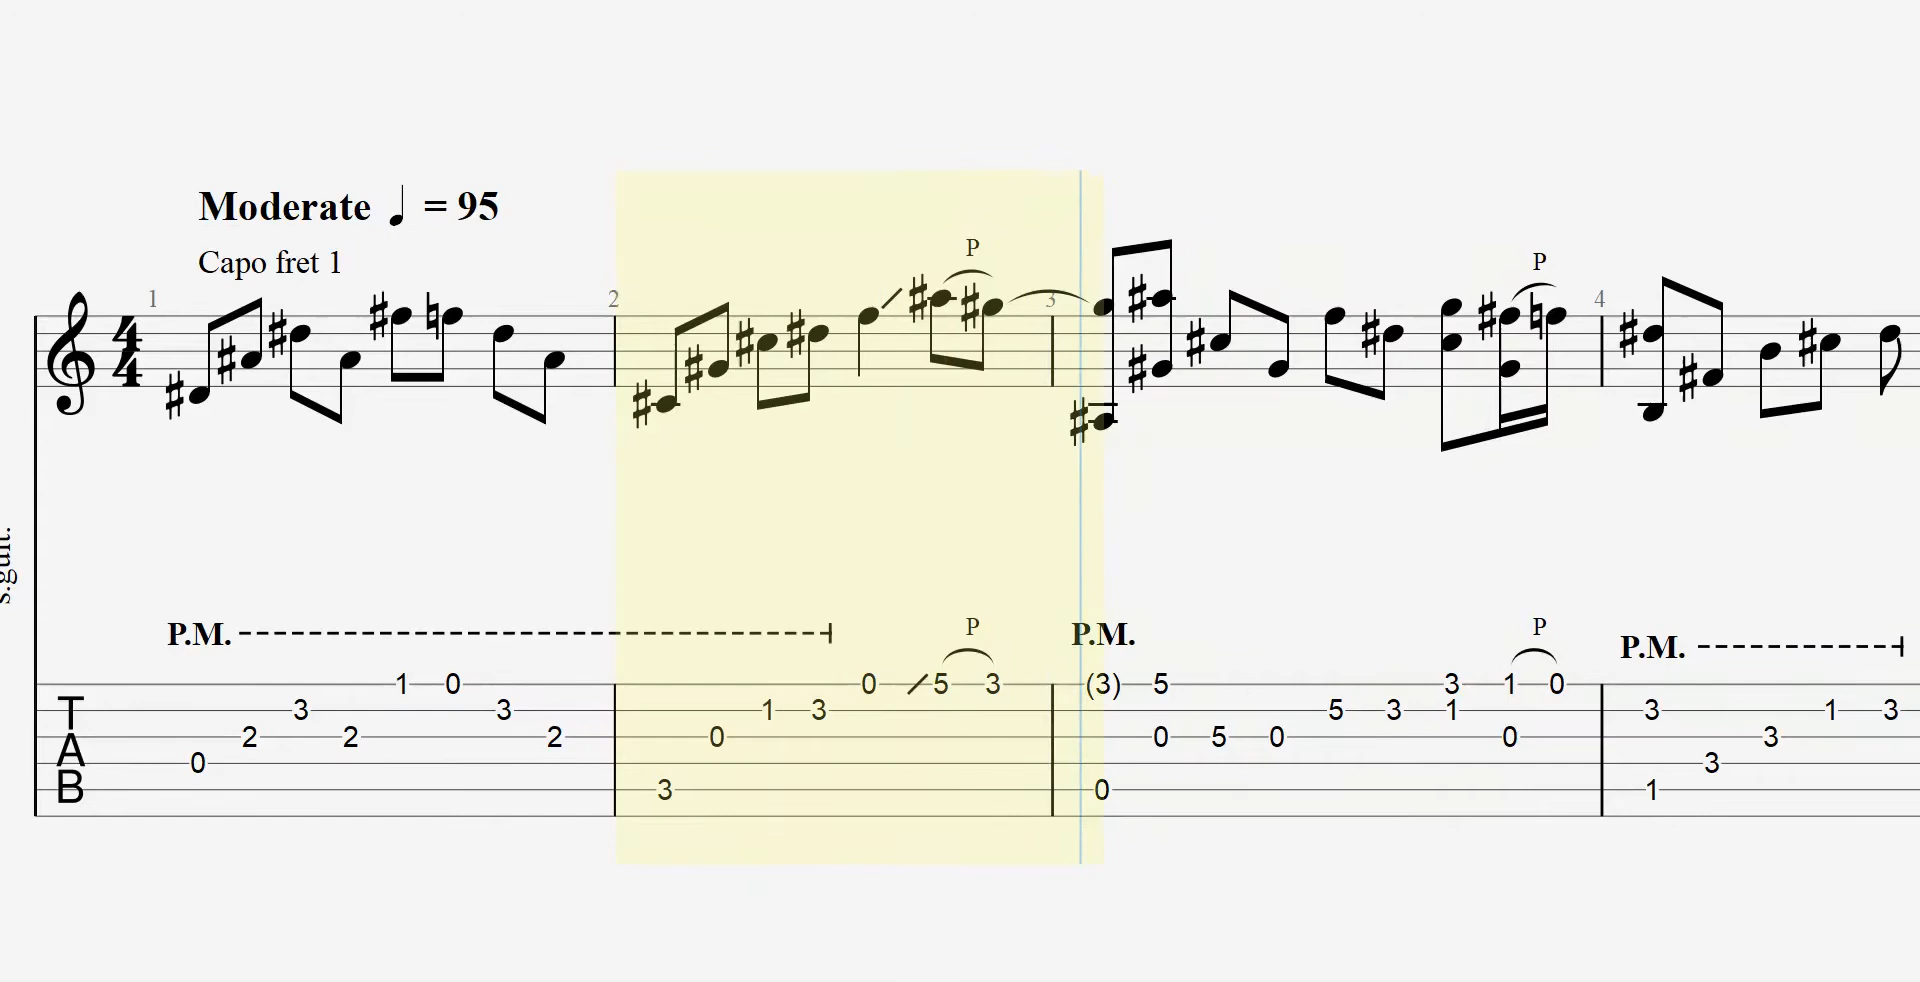 Moderate ♩ = 95
Capo fret 1
1 2 3 4
P P
4
4
s.guit.
P.M. P P.M. P P.M.
T
A
B
1 0 0 5 3 (3) 5 3 1 0
3 3 1 3 5 3 1 3 1 3
2 2 2 0 0 5 0 0 3
0 3
3 0 1